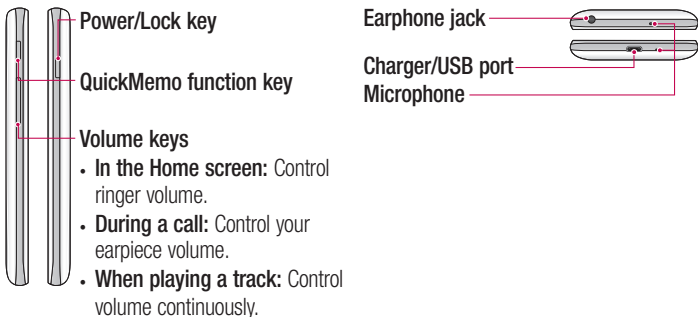 Power/Lock key
QuickMemo function key
Volume keys
• In the Home screen: Control
ringer volume.
• During a call: Control your
earpiece volume.
• When playing a track: Control
volume continuously.
Earphone jack
Charger/USB port
Microphone